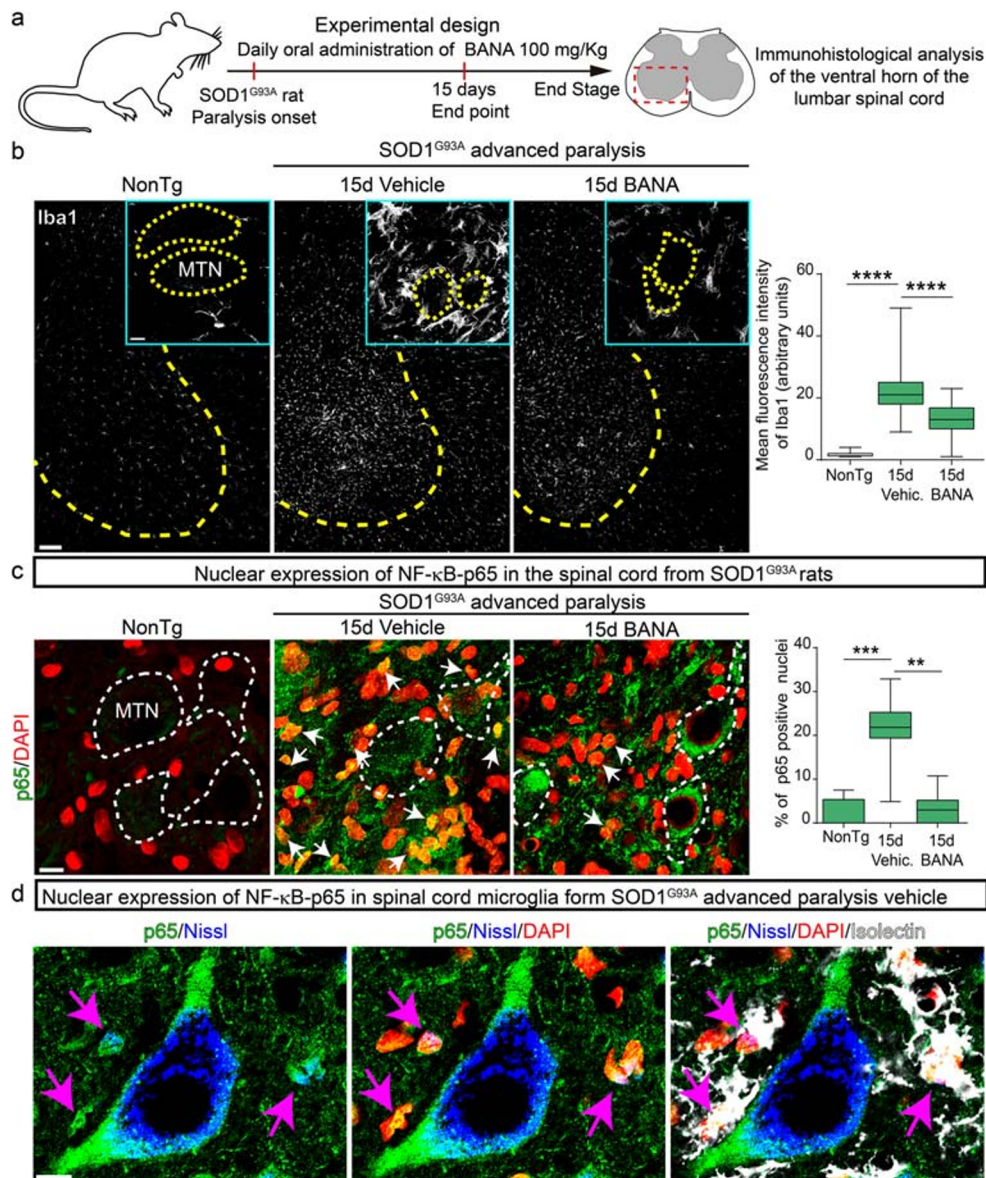 a
Experimental design
Daily oral administration of BANA 100 mg/Kg
SOD1G93A rat
Paralysis onset
15 days
End point
End Stage
Immunohistological analysis
of the ventral horn of the
lumbar spinal cord
b
SOD1G93A advanced paralysis
NonTg
15d Vehicle
15d BANA
Iba1
MTN
Mean fluorescence intensity
of Iba1 (arbitrary units)
60
40
20
0
****
****
NonTg
15d
Vehic.
15d
BANA
c
Nuclear expression of NF-κB-p65 in the spinal cord from SOD1G93A rats
SOD1G93A advanced paralysis
NonTg
15d Vehicle
15d BANA
p65/DAPI
MTN
% of p65 positive nuclei
40
30
20
10
0
***
**
NonTg
15d
Vehic.
15d
BANA
d
Nuclear expression of NF-κB-p65 in spinal cord microglia form SOD1G93A advanced paralysis vehicle
p65/Nissl
p65/Nissl/DAPI
p65/Nissl/DAPI/Isolectin